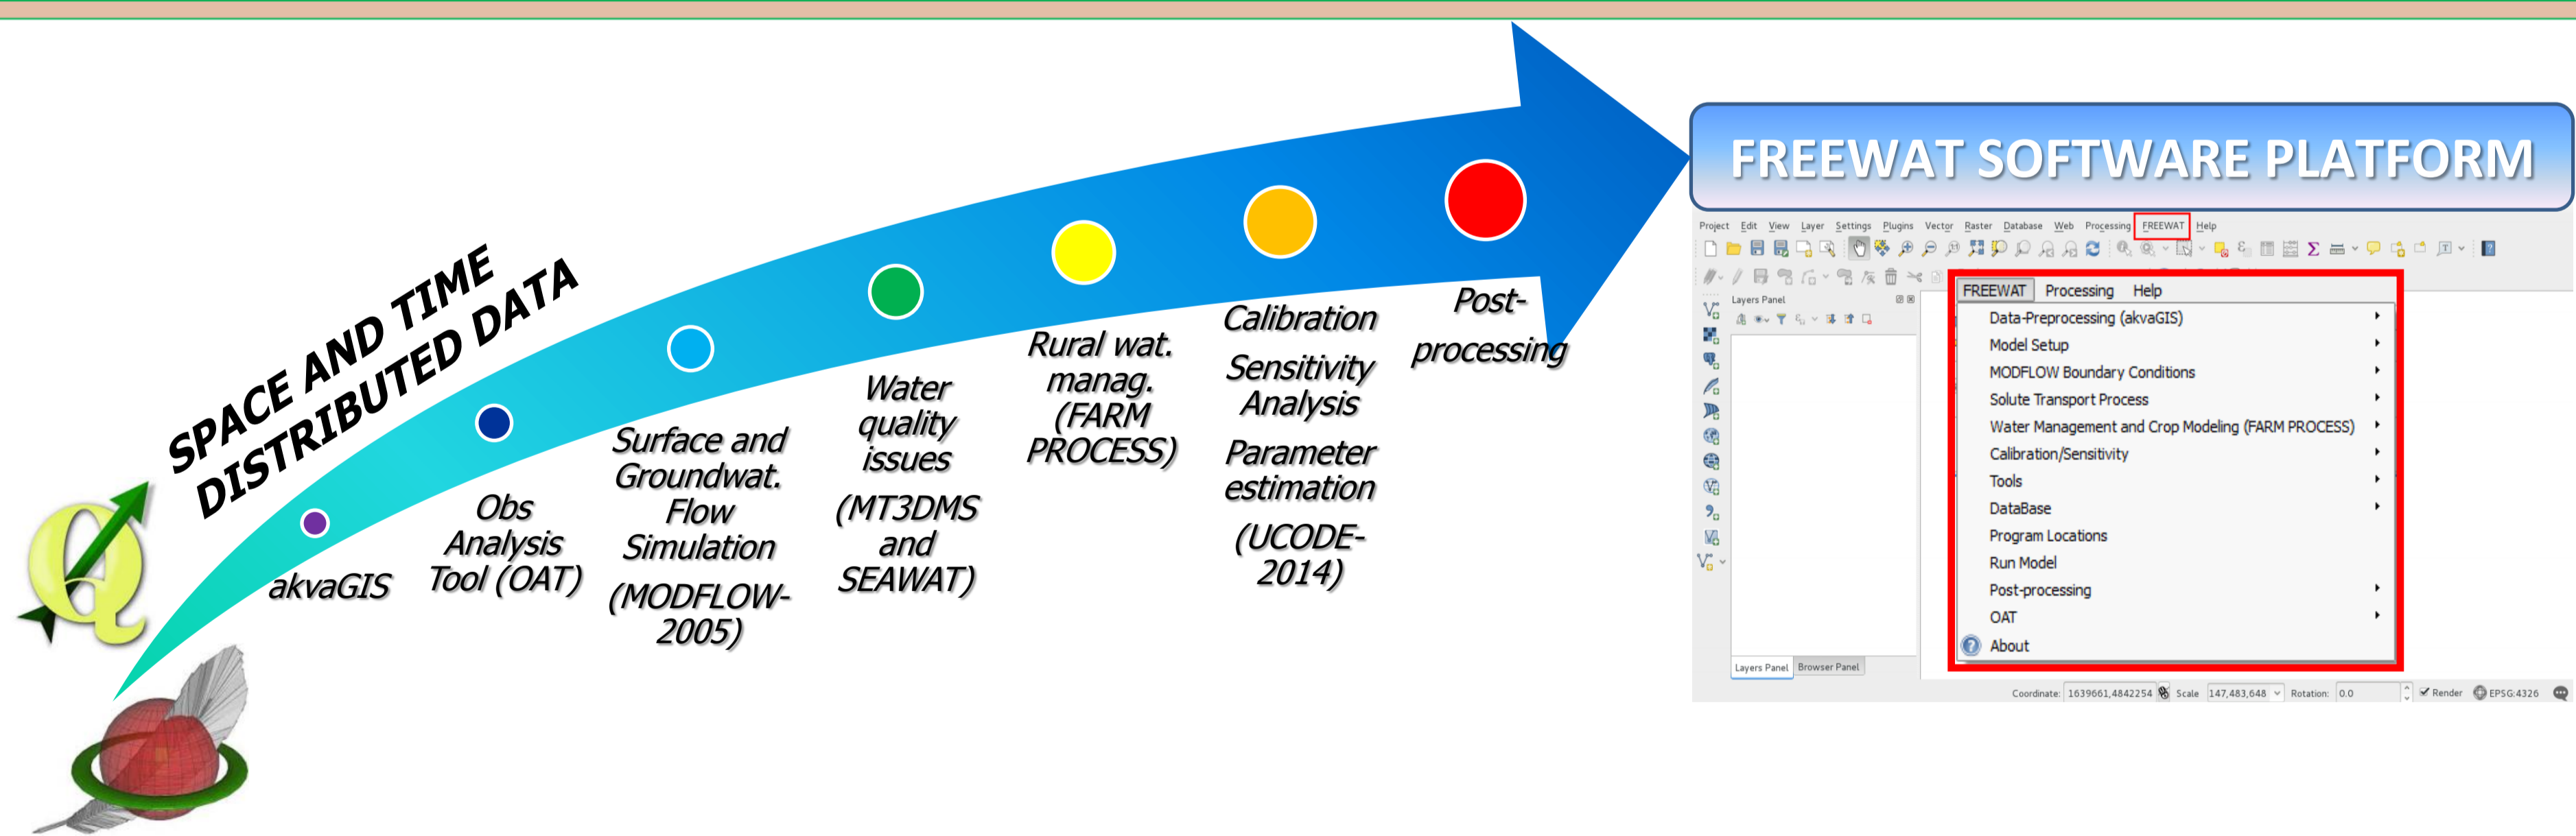 SPACE AND TIME
DISTRIBUTED DATA
akvaGIS
Obs
Analysis
Tool (OAT)
Surface and
Groundwat.
Flow
Simulation
(MODFLOW-
2005)
Water
quality
issues
(MT3DMS
and
SEAWAT)
Rural wat.
manag.
(FARM
PROCESS)
Calibration
Sensitivity
Analysis
Parameter
estimation
(UCODE-
2014)
Post-
processing
FREEWAT SOFTWARE PLATFORM
Project Edit View Layer Settings Plugins Vector Raster Database Web Processing FREEWAT Help
Layers Panel
FREEWAT Processing Help
Data-Preprocessing (akvaGIS)
Model Setup
MODFLOW Boundary Conditions
Solute Transport Process
Water Management and Crop Modeling (FARM PROCESS)
Calibration/Sensitivity
Tools
DataBase
Program Locations
Run Model
Post-processing
OAT
About
Layers Panel Browser Panel
Coordinate: 1639661,4842254 Scale 147,483,648 Rotation: 0.0 Render EPSG:4326